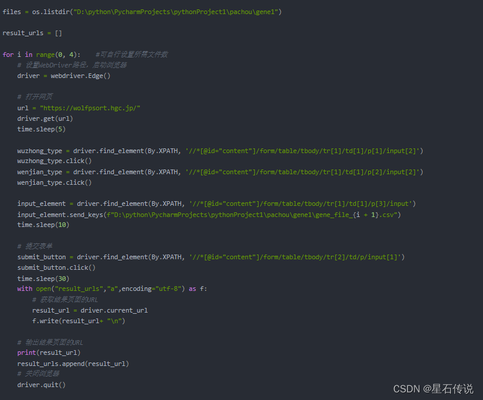 files = os.listdir("D:\python\PycharmProjects\pythonProject1\pachou\gene1")
result_urls = []
for i in range(0, 4):    #可自行设置所需文件数
# 设置WebDriver路径，启动浏览器
driver = webdriver.Edge()
# 打开网页
url = "https://wolfpsort.hgc.jp/"
driver.get(url)
time.sleep(5)
wuzhong_type = driver.find_element(By.XPATH, '//*[@id="content"]/form/table/tbody/tr[1]/td[1]/p[1]/input[2]')
wuzhong_type.click()
wenjian_type = driver.find_element(By.XPATH, '//*[@id="content"]/form/table/tbody/tr[1]/td[1]/p[2]/input[2]')
wenjian_type.click()
input_element = driver.find_element(By.XPATH, '//*[@id="content"]/form/table/tbody/tr[1]/td[1]/p[3]/input')
input_element.send_keys(f"D:\python\PycharmProjects\pythonProject1\pachou\gene1\gene_file_{i + 1}.csv")
time.sleep(10)
# 提交表单
submit_button = driver.find_element(By.XPATH, '//*[@id="content"]/form/table/tbody/tr[2]/td/p/input[1]')
submit_button.click()
time.sleep(30)
with open("result_urls","a",encoding="utf-8") as f:
# 获取结果页面的URL
result_url = driver.current_url
f.write(result_url+ "\n")
# 输出结果页面的URL
print(result_url)
result_urls.append(result_url)
# 关闭浏览器
driver.quit()
CSDN @星石传说